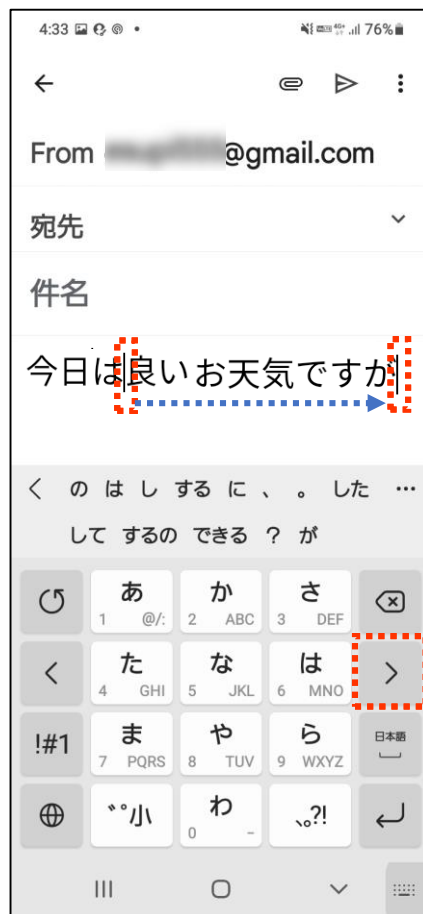 4:33 76%
From @gmail.com
宛先
件名
今日は良いお天気ですが
の は し する に 、 。 した …
して するの できる ? が
あ 1 @/: か 2 ABC さ 3 DEF
た 4 GHI な 5 JKL は 6 MNO
!#1 ま 7 PQRS や 8 TUV ら 9 WXYZ 日本語
゛゜小 わ 0 - 、。?!